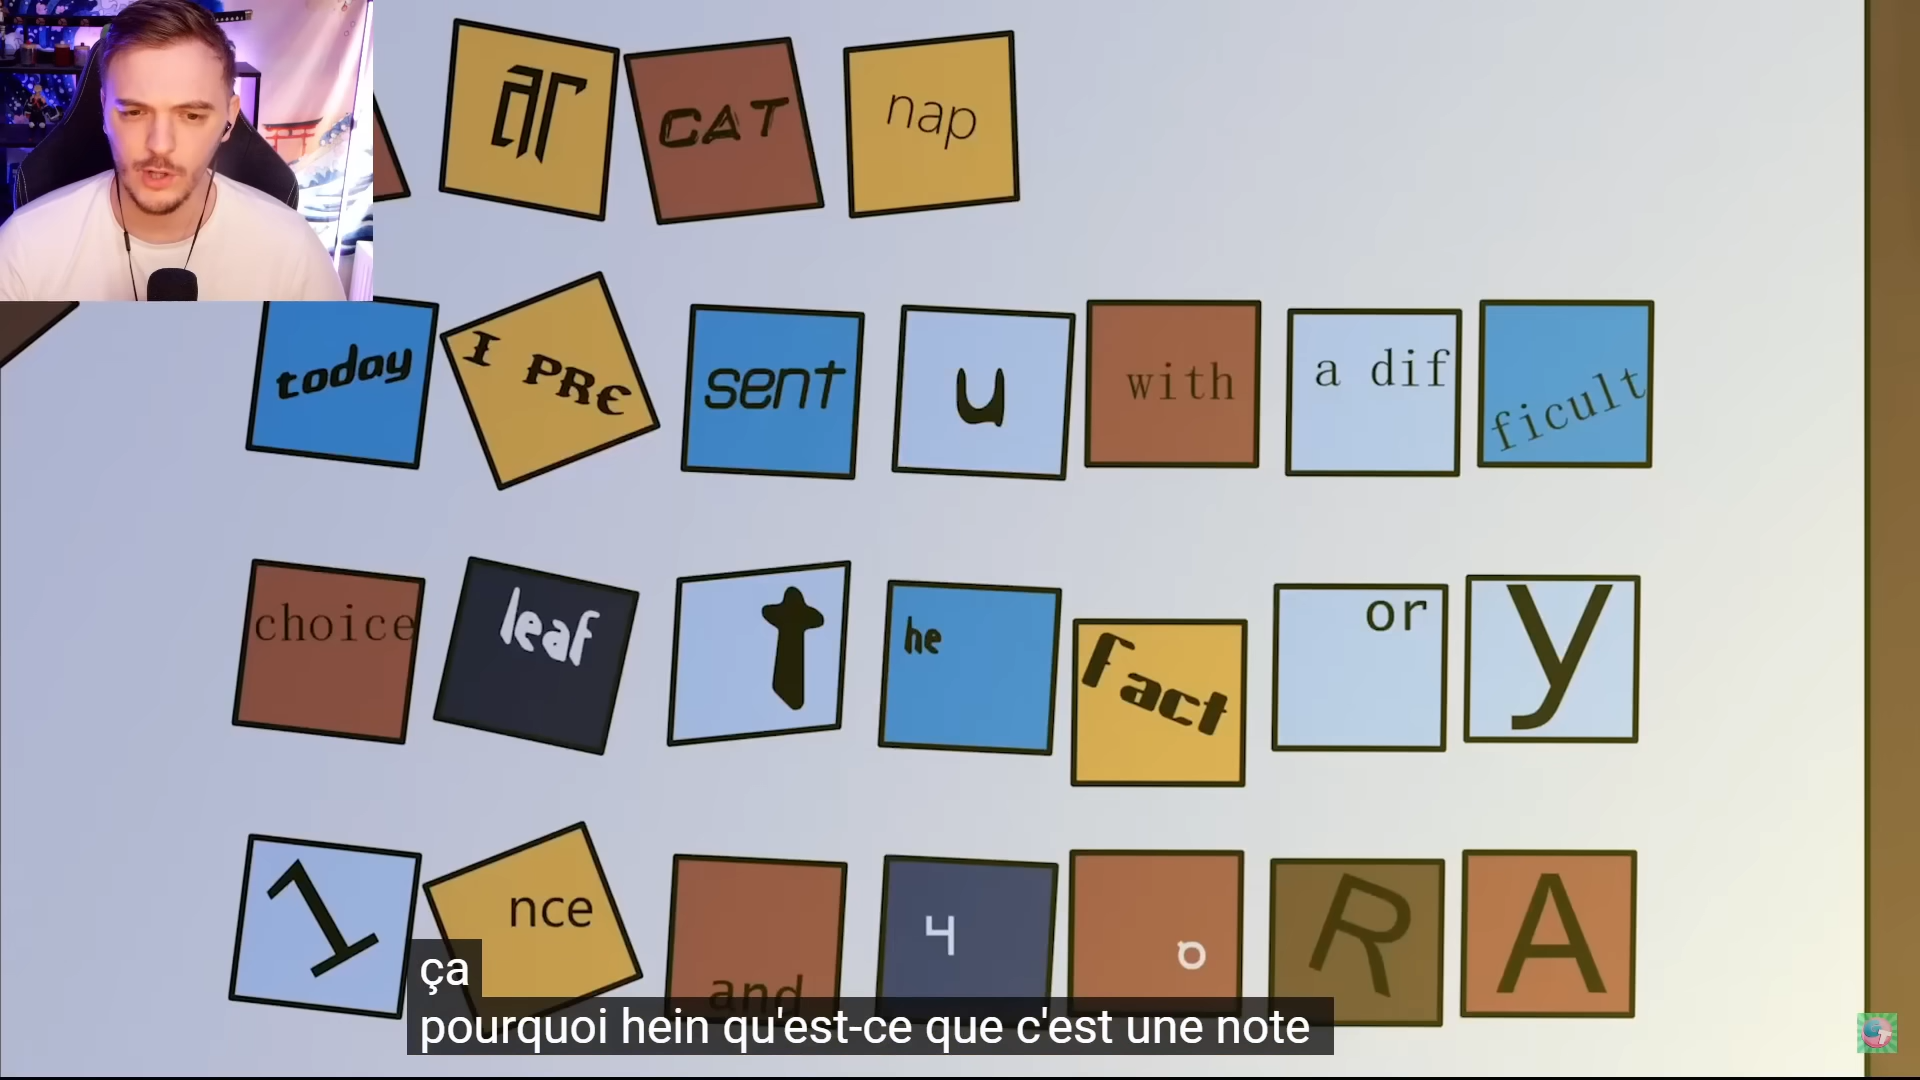 ar CAT nap
today I PRE sent u with a dif ficult
choice leaf t he fact or y
1 nce and 4 o R A
ça
pourquoi hein qu'est-ce que c'est une note